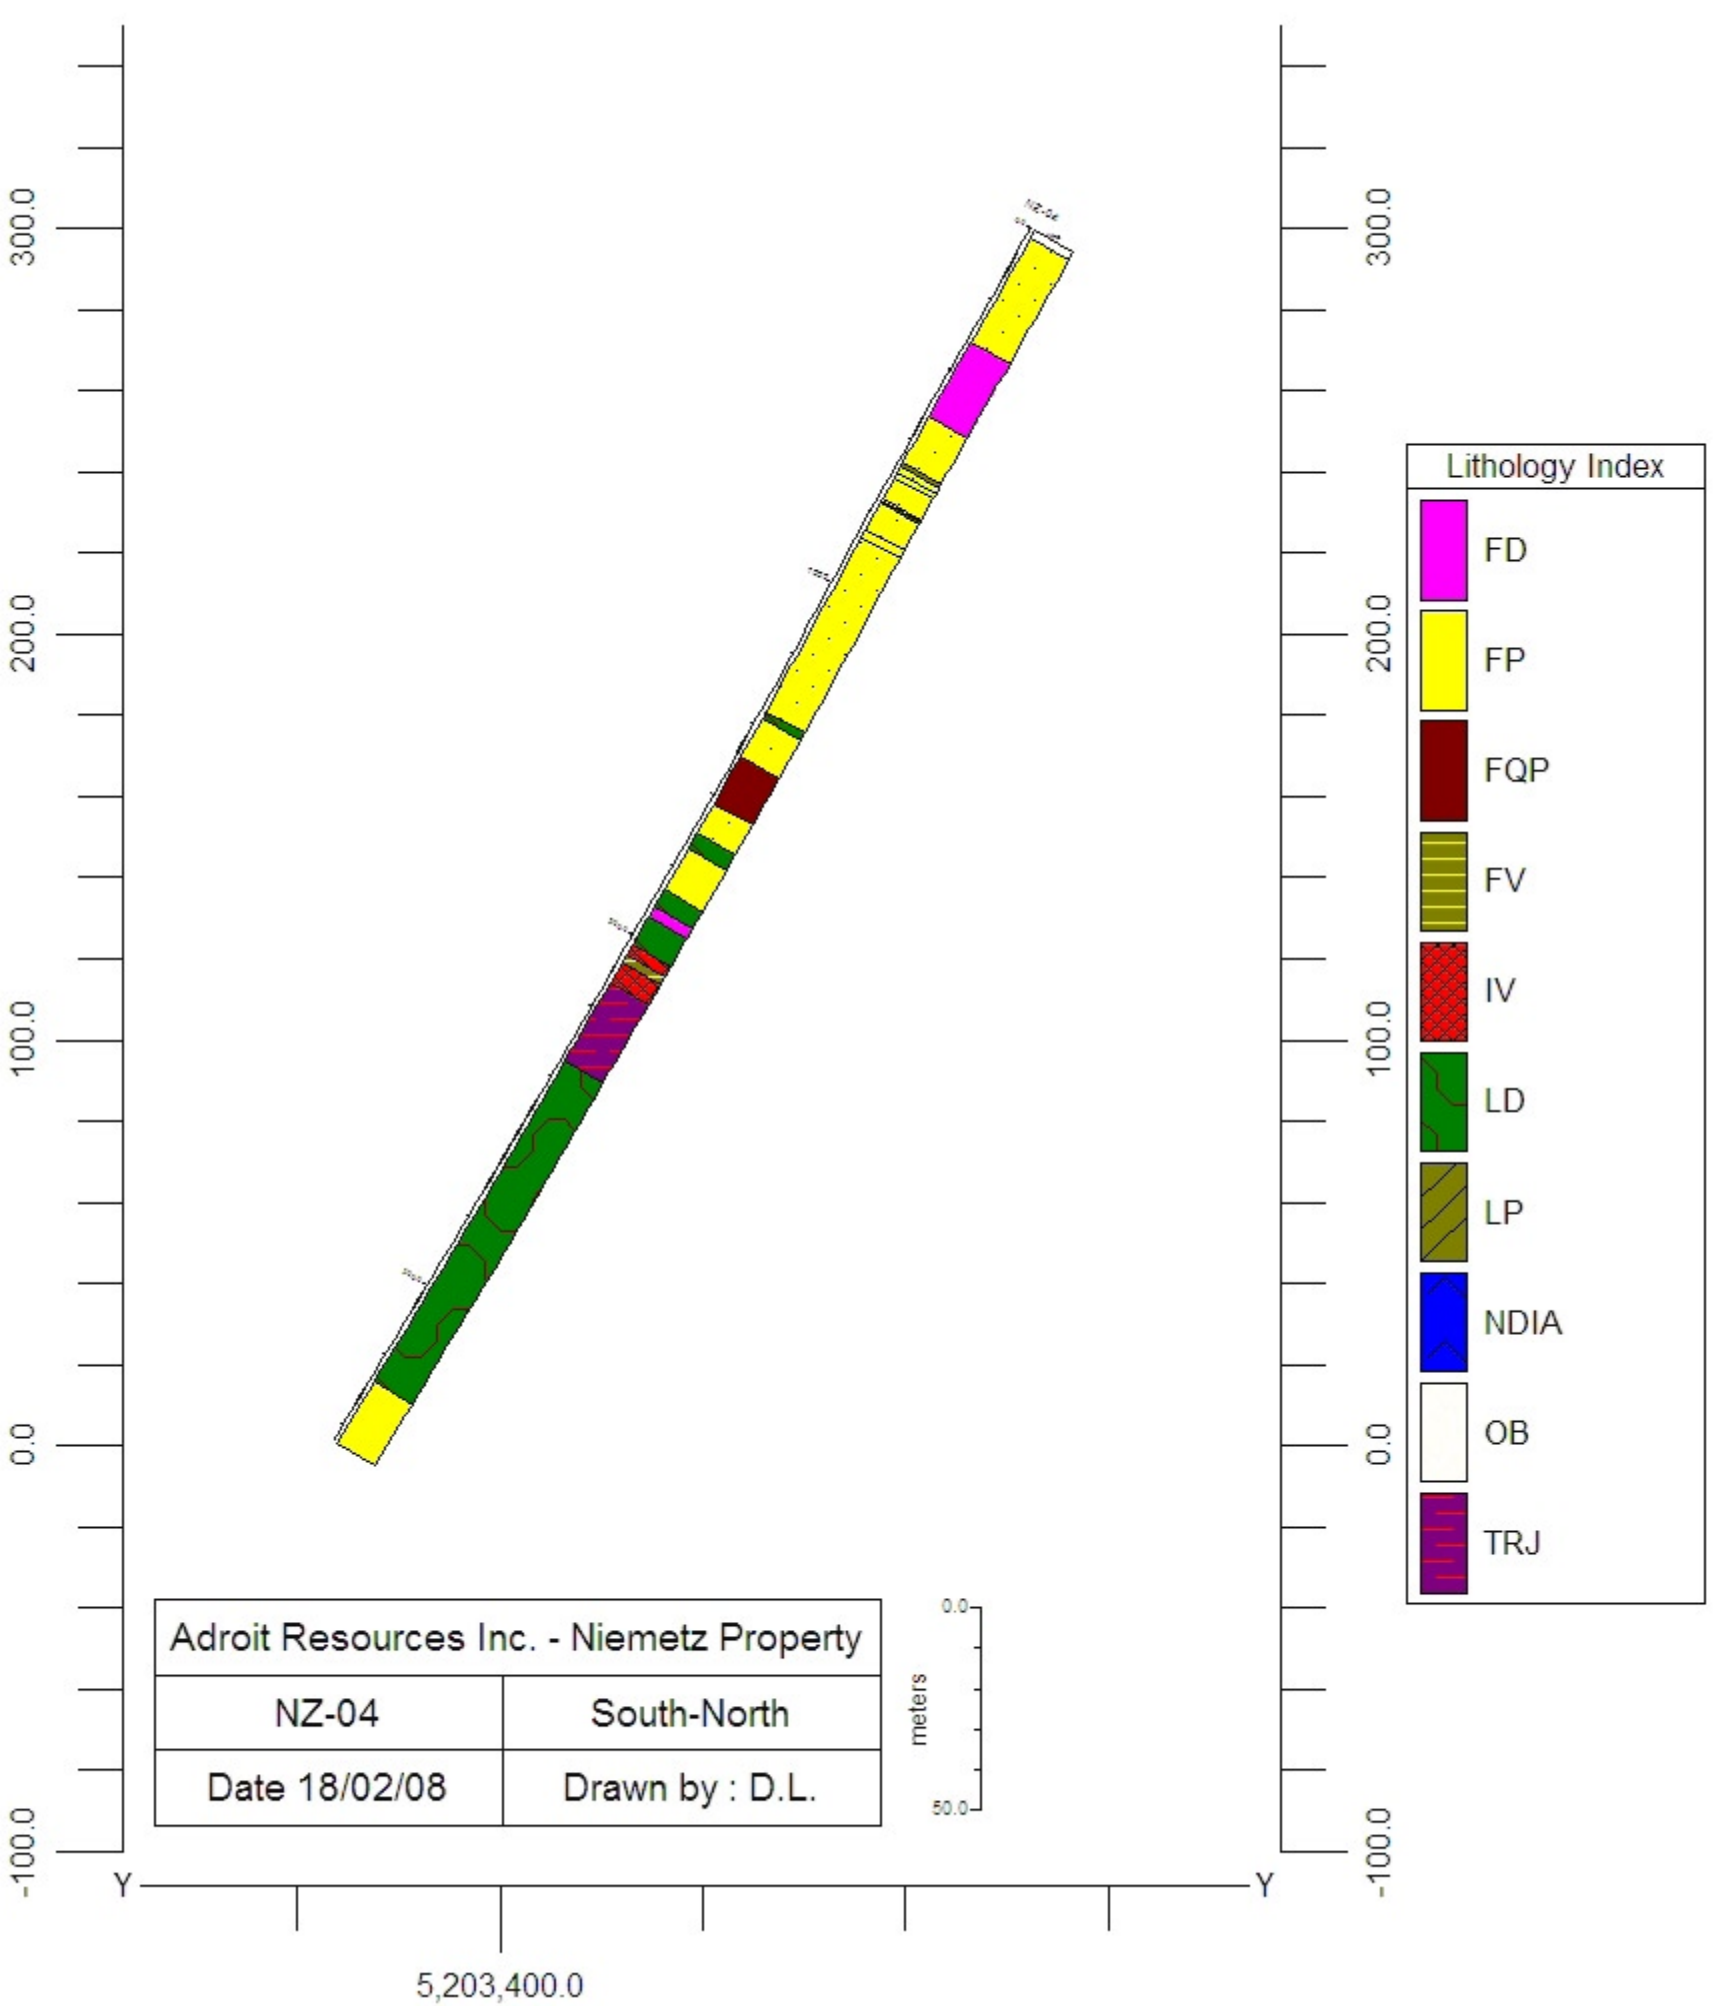 300.0
200.0
100.0
0.0
-100.0
NZ-04
300.0
200.0
100.0
0.0
-100.0
Lithology Index
FD
FP
FQP
FV
IV
LD
LP
NDIA
OB
TRJ
Adroit Resources Inc. - Niemetz Property
NZ-04 South-North
Date 18/02/08 Drawn by : D.L.
0.0
meters
50.0
Y Y
5,203,400.0